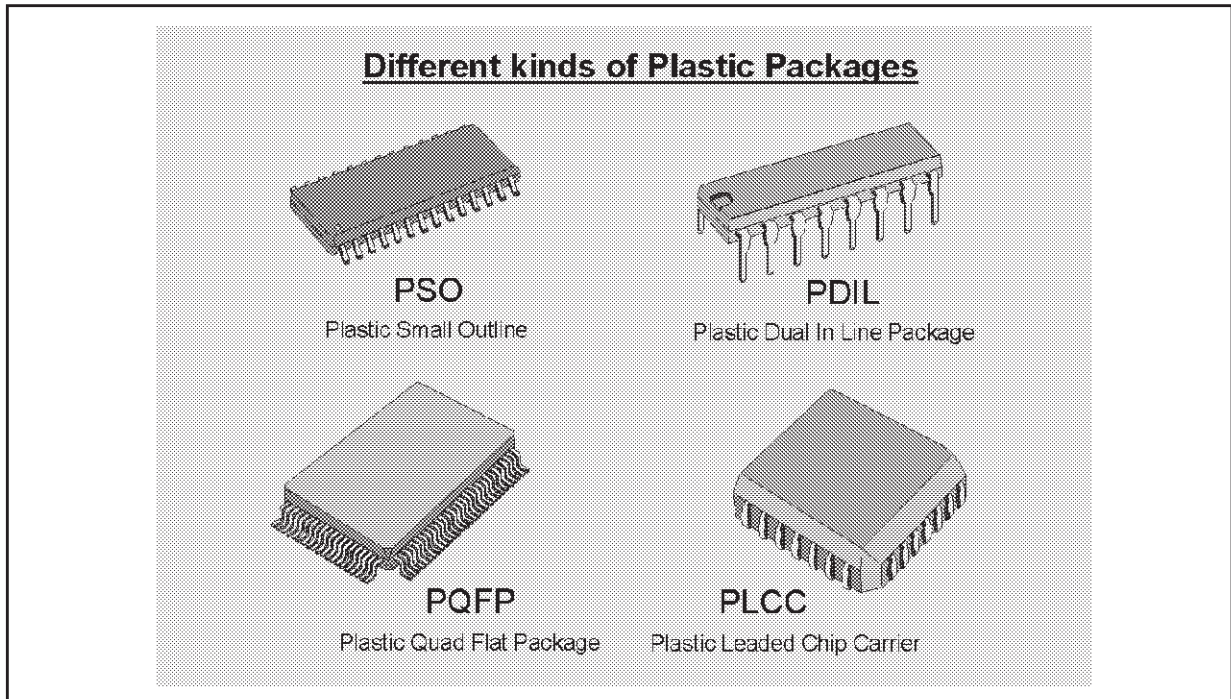 Different kinds of Plastic Packages
PSO
Plastic Small Outline
PDIL
Plastic Dual In Line Package
PQFP
Plastic Quad Flat Package
PLCC
Plastic Leaded Chip Carrier